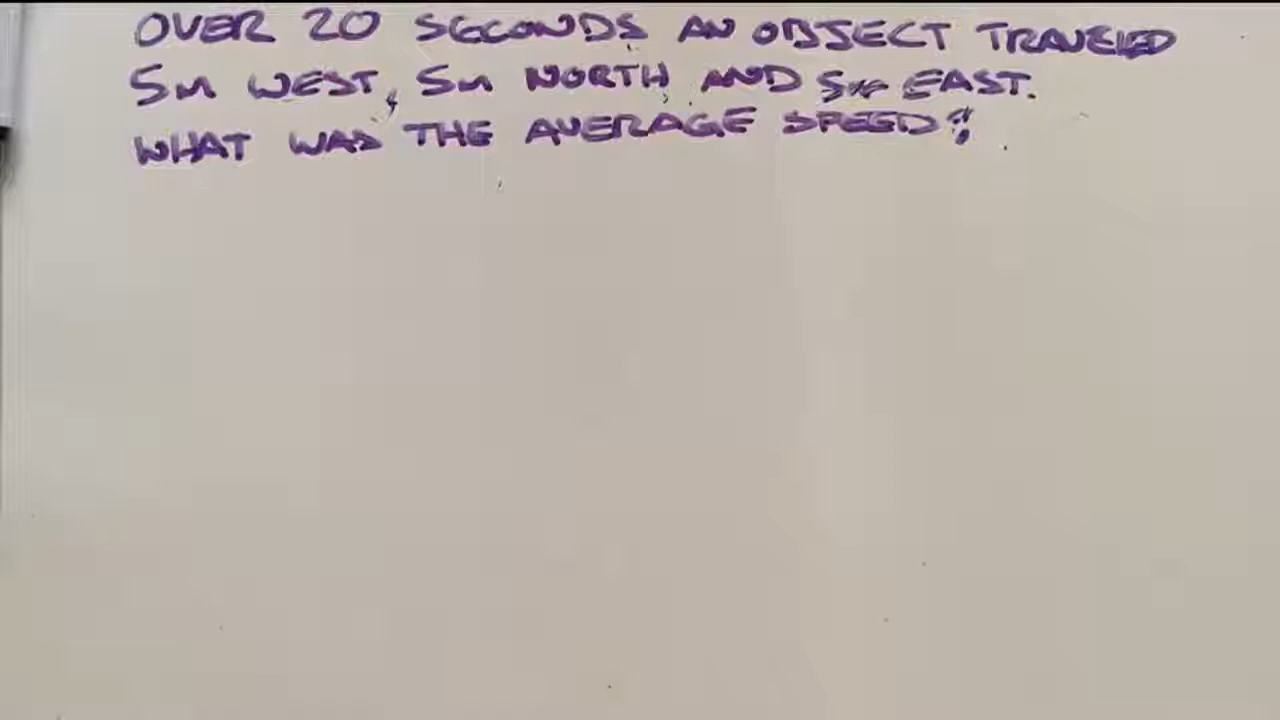 OVER 20 SECONDS AN OBJECT TRAVELED
5m WEST, 5m NORTH AND 5m EAST.
WHAT WAS THE AVERAGE SPEED?